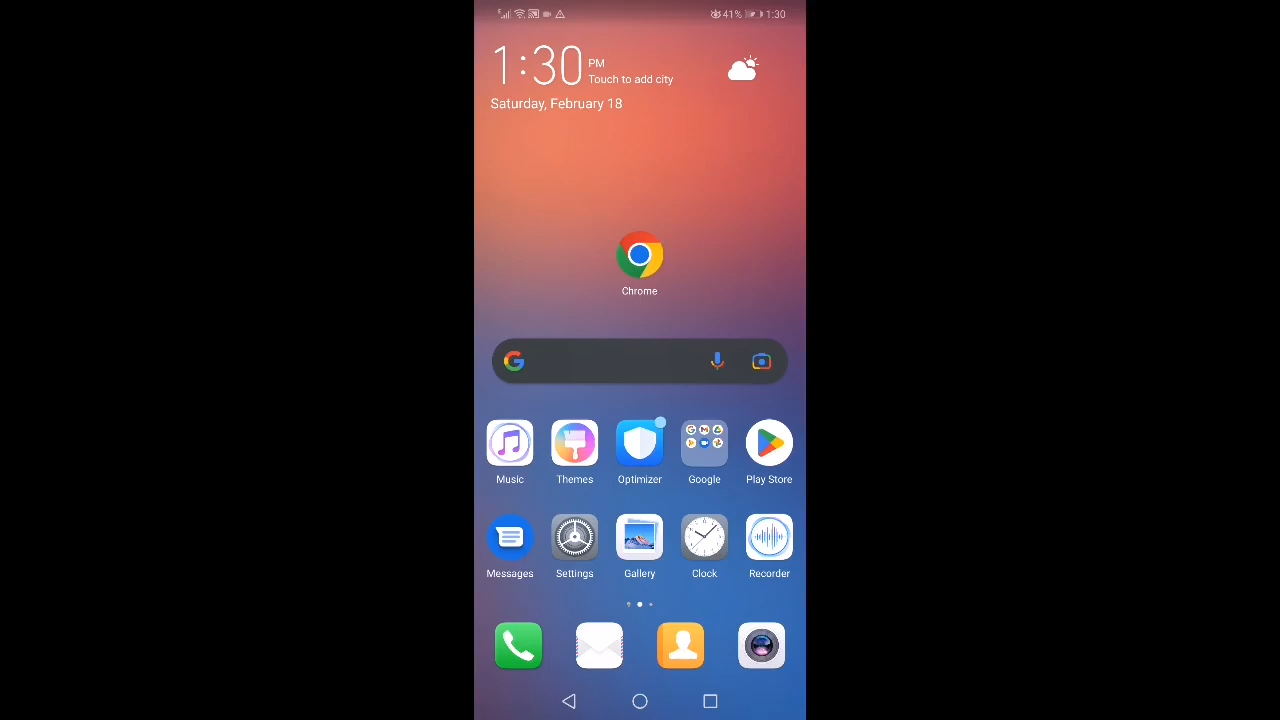 41% 1:30
1:30 PM
Touch to add city
Saturday, February 18
Chrome
Music Themes Optimizer Google Play Store
Messages Settings Gallery Clock Recorder